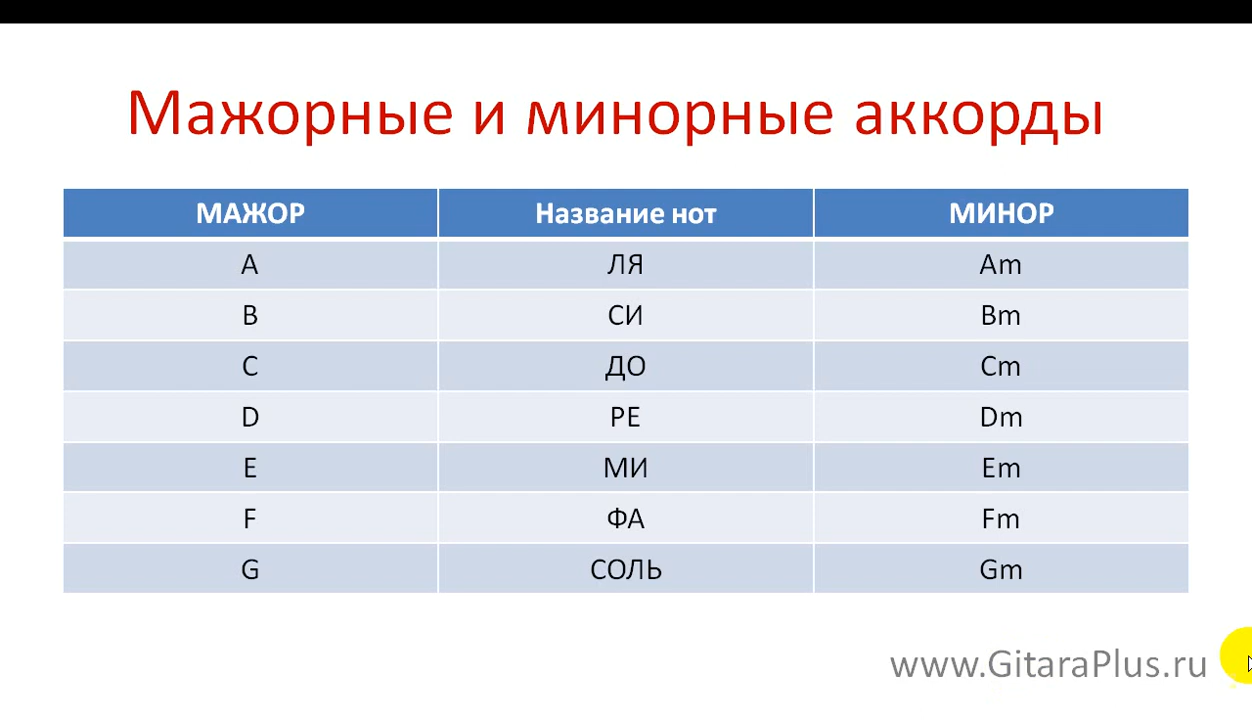 Мажорные и минорные аккорды
МАЖОР Название нот МИНОР
A ЛЯ Am
B СИ Bm
C ДО Cm
D РЕ Dm
E МИ Em
F ФА Fm
G СОЛЬ Gm
www.GitaraPlus.ru